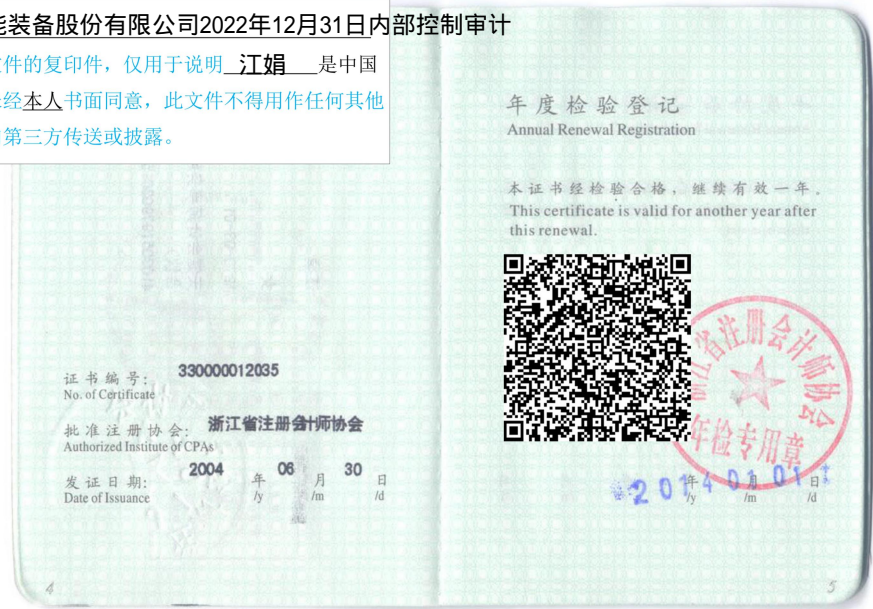 能装备股份有限公司2022年12月31日内部控制审计
件的复印件，仅用于说明 江娟 是中国
经本人书面同意，此文件不得用作任何其他
第三方传送或披露。
证书编号: 330000012035
No. of Certificate
批准注册协会: 浙江省注册会计师协会
Authorized Institute of CPAs
发证日期: 2004 年 06 月 30 日
Date of Issuance /y /m /d
4
年度检验登记
Annual Renewal Registration
本证书经检验合格，继续有效一年。
This certificate is valid for another year after
this renewal.
浙江省注册会计师协会
年检专用章
2014 年 01 月 01 日
/y /m /d
5